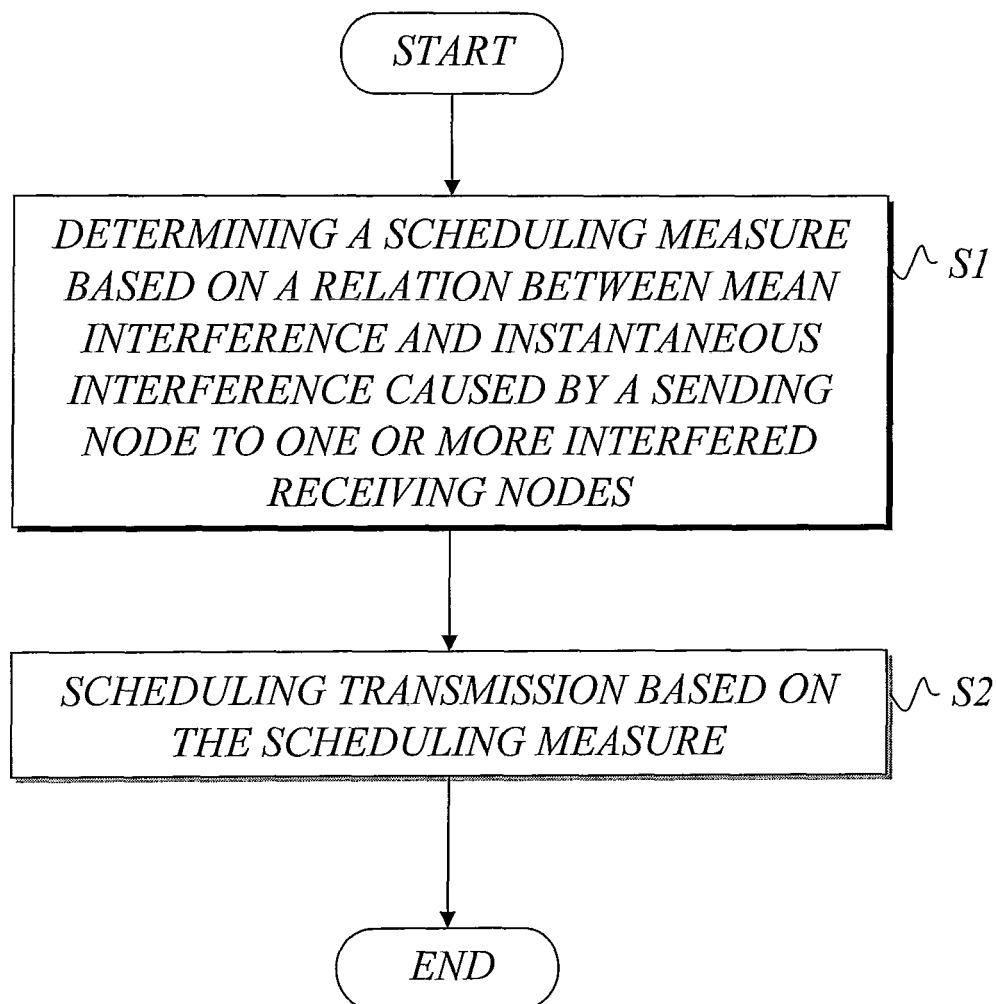 START
DETERMINING A SCHEDULING MEASURE
BASED ON A RELATION BETWEEN MEAN
INTERFERENCE AND INSTANTANEOUS
INTERFERENCE CAUSED BY A SENDING
NODE TO ONE OR MORE INTERFERED
RECEIVING NODES
S1
SCHEDULING TRANSMISSION BASED ON
THE SCHEDULING MEASURE
S2
END